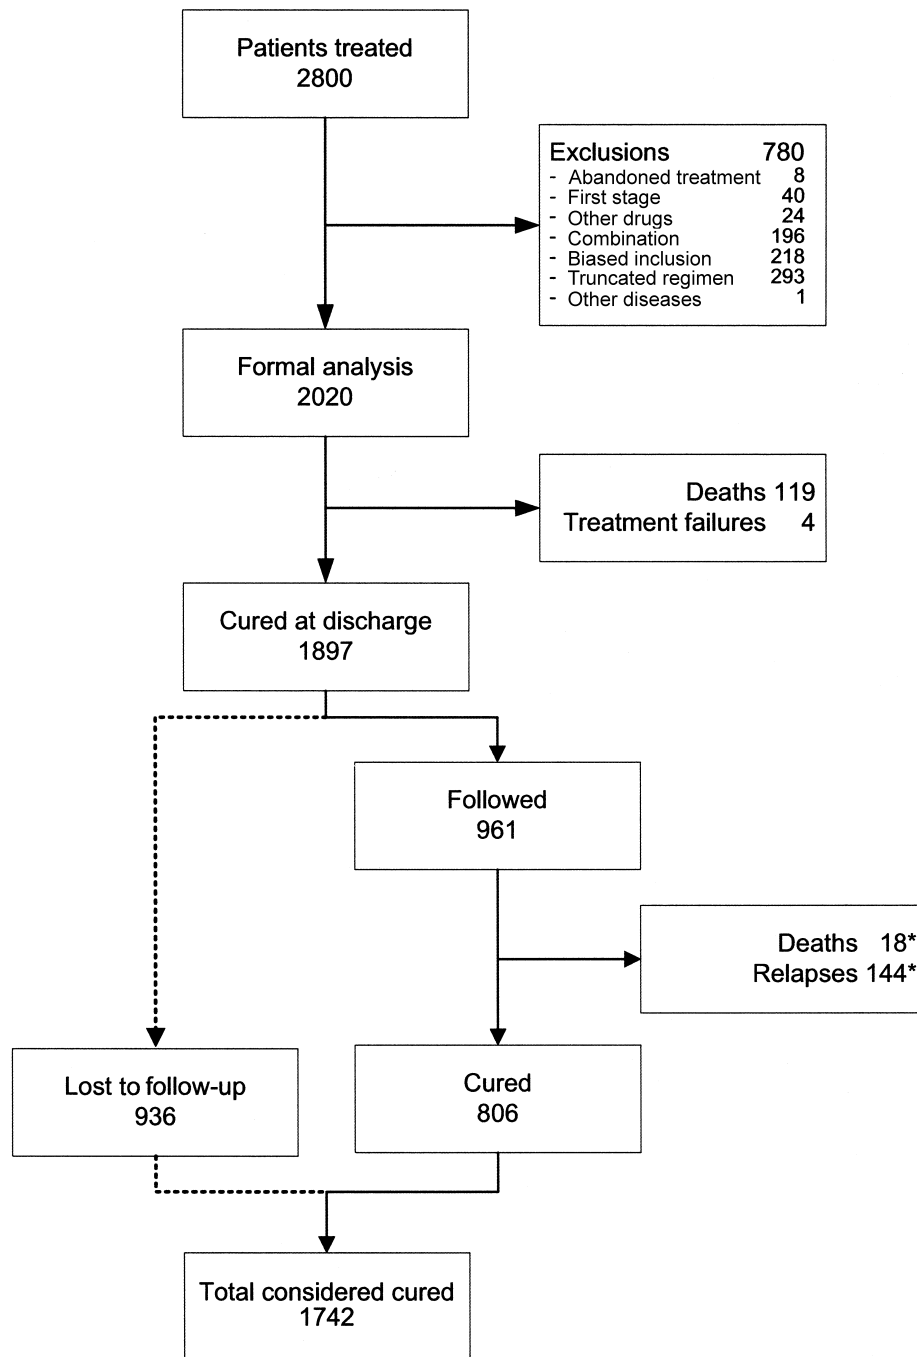 Patients treated
2800
Exclusions 780
- Abandoned treatment 8
- First stage 40
- Other drugs 24
- Combination 196
- Biased inclusion 218
- Truncated regimen 293
- Other diseases 1
Formal analysis
2020
Deaths 119
Treatment failures 4
Cured at discharge
1897
Followed
961
Deaths 18*
Relapses 144*
Lost to follow-up
936
Cured
806
Total considered cured
1742